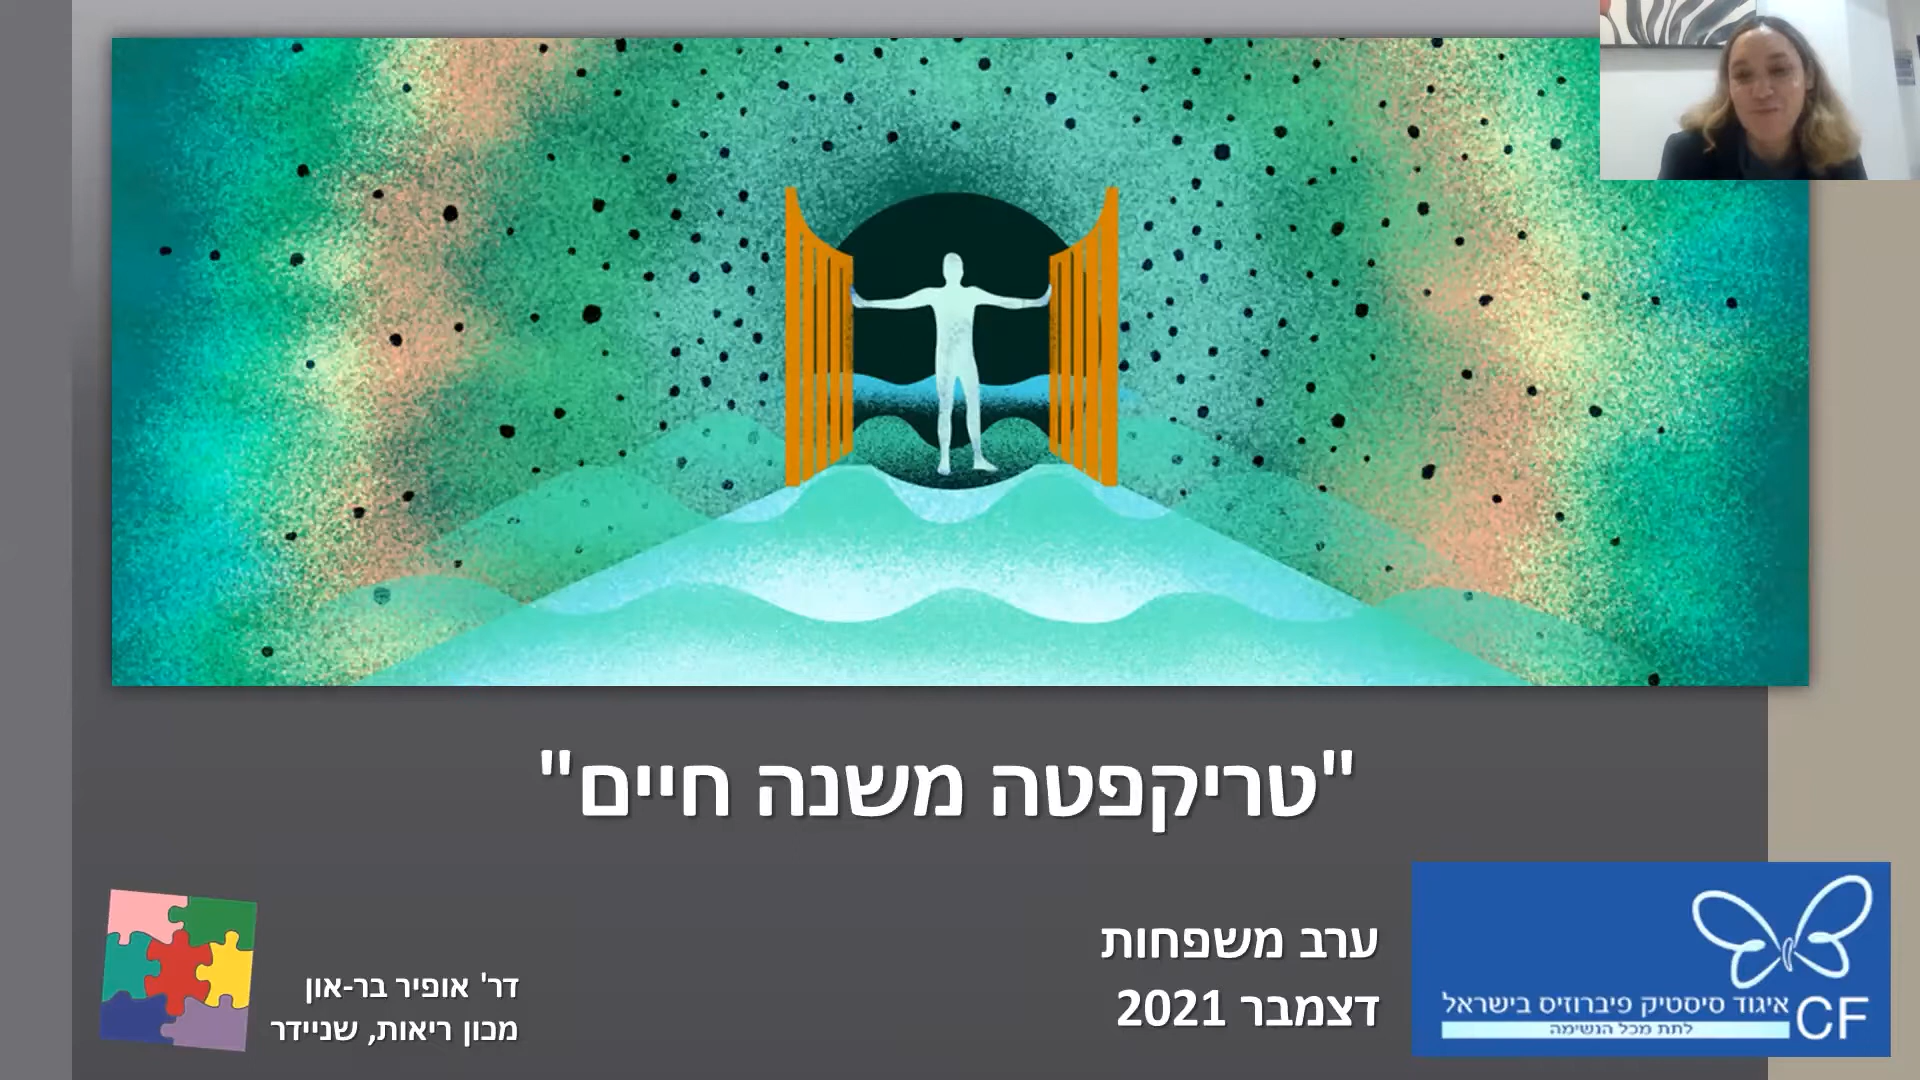 "טריקפטה משנה חיים"
ערב משפחות
דצמבר 2021
דר' אופיר בר-און
מכון ריאות, שניידר
איגוד סיסטיק פיברוזיס בישראל CF
לתת מכל הנשימה